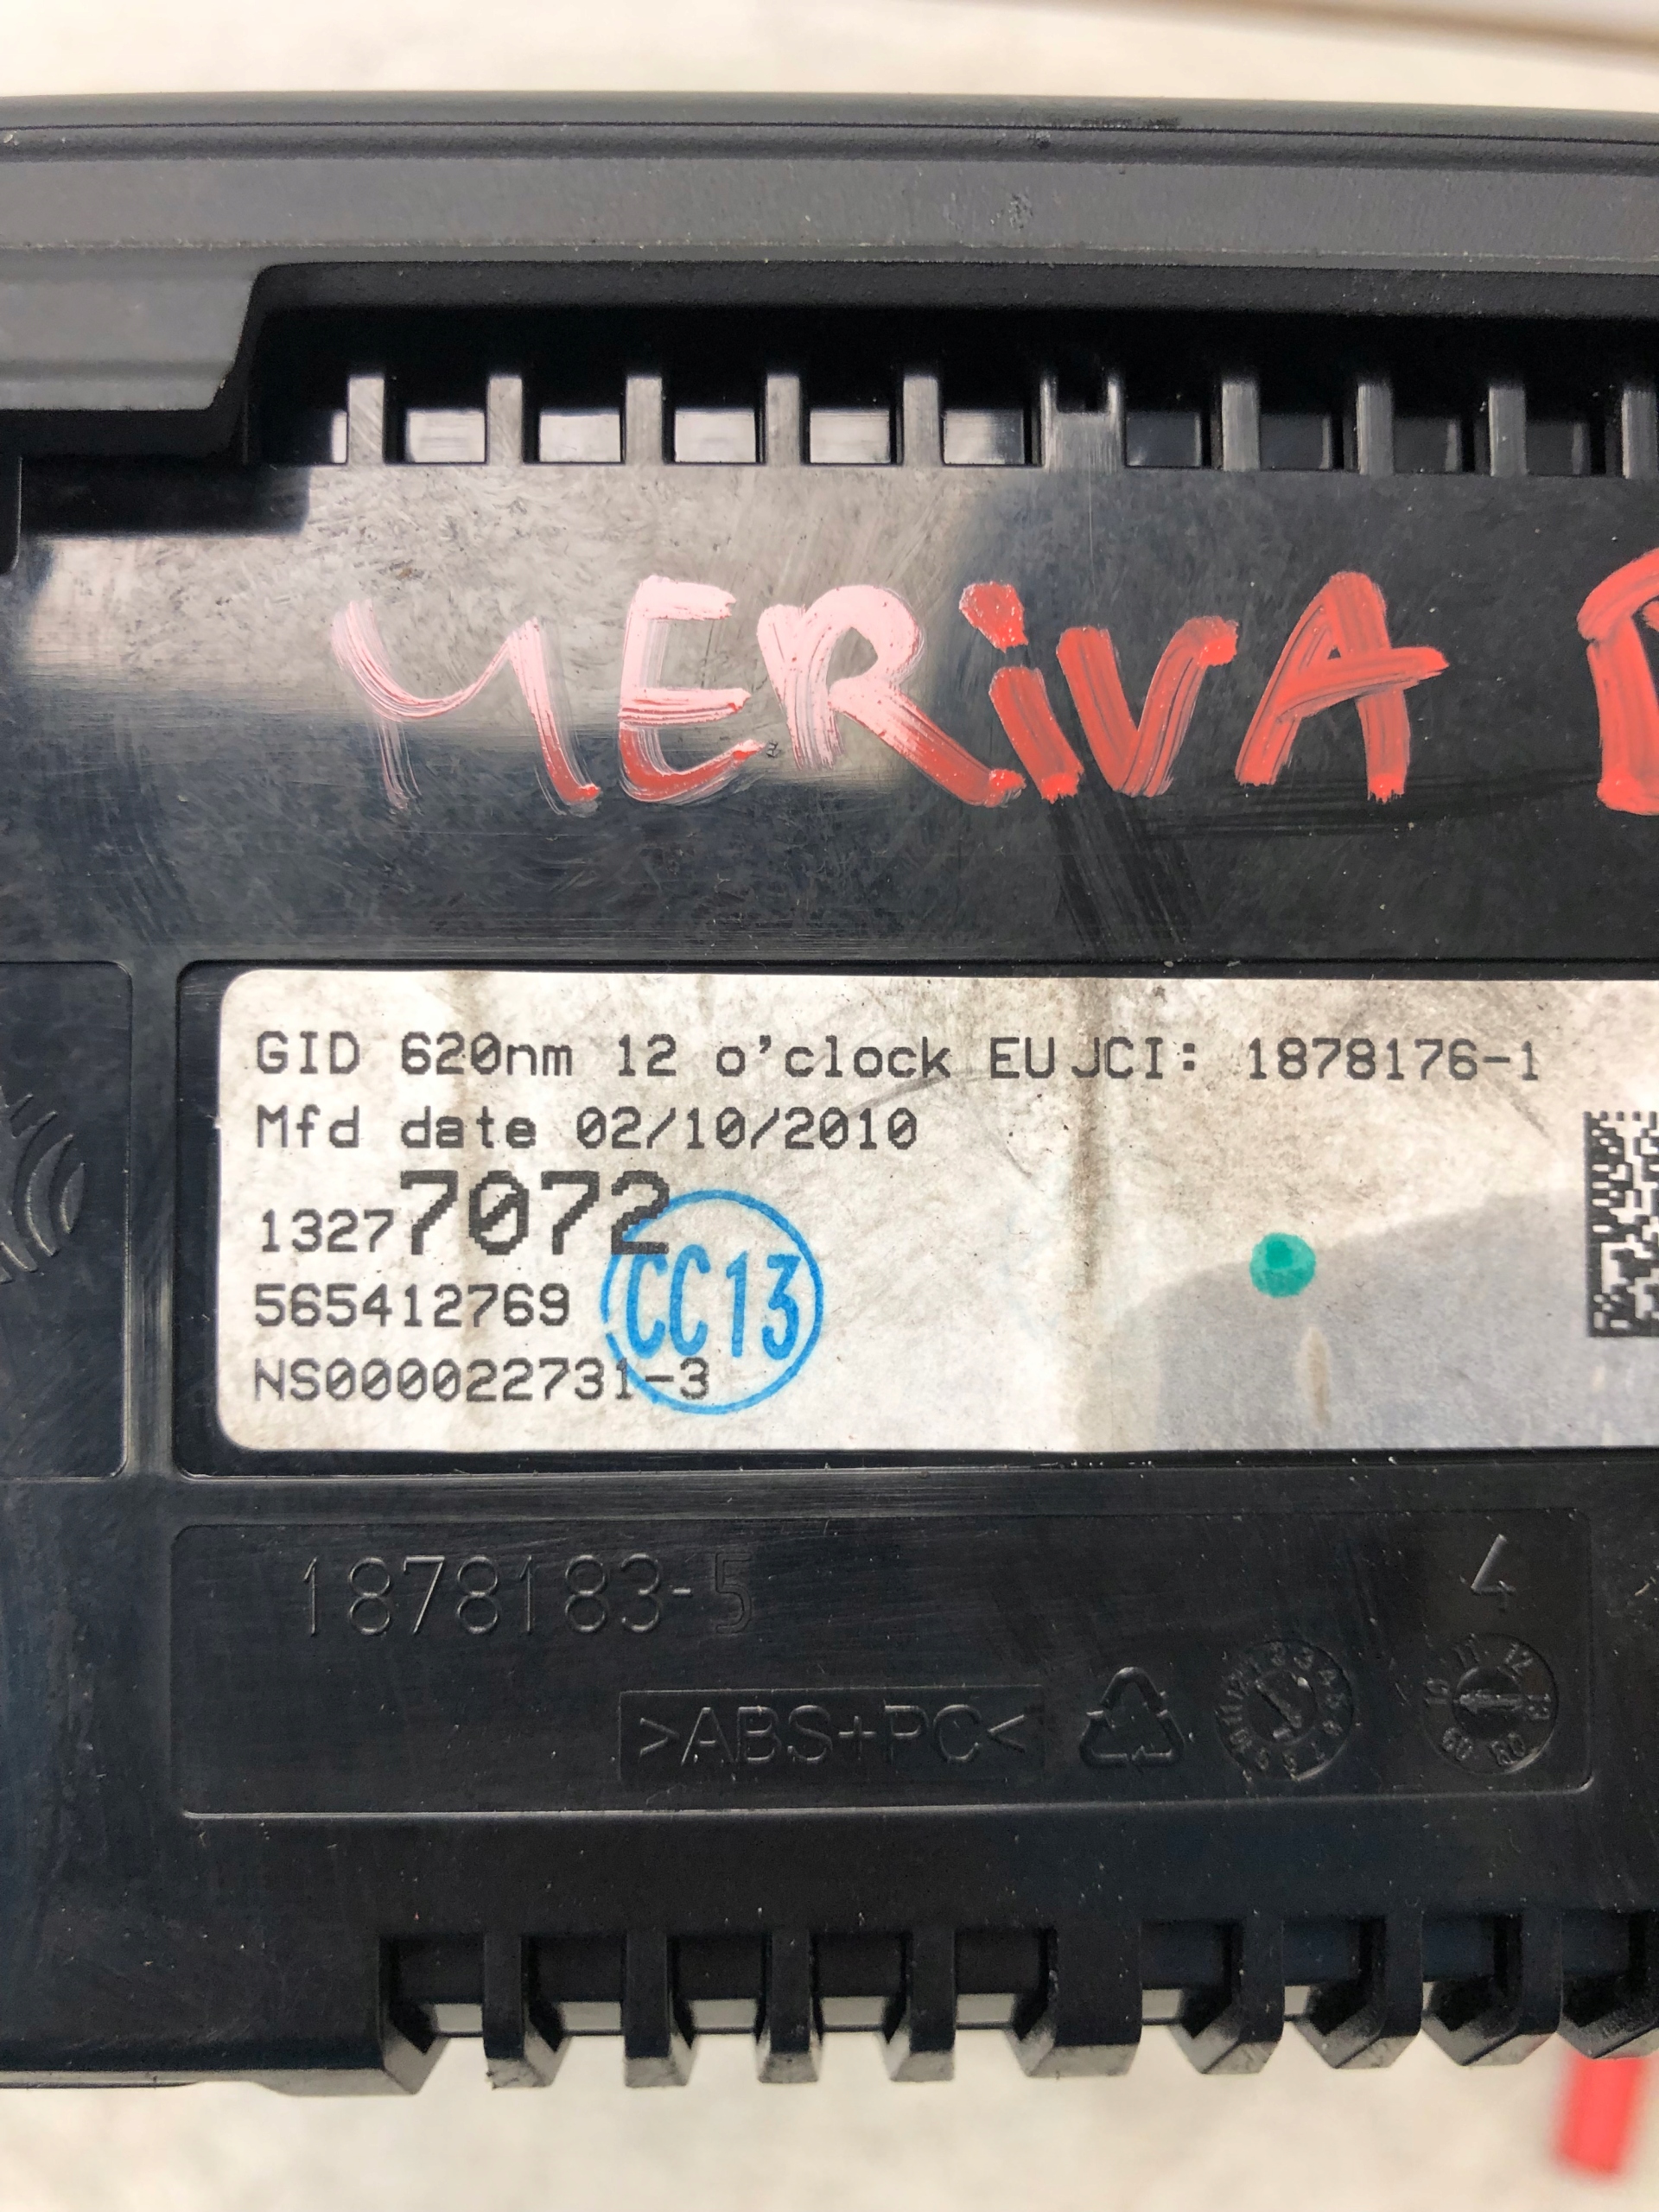 MERiVA
GID 620nm 12 o'clock EU JCI: 1878176-1
Mfd date 02/10/2010
13277072
565412769
NS000022731-3
CC13
1878183-5
4
>ABS+PC<